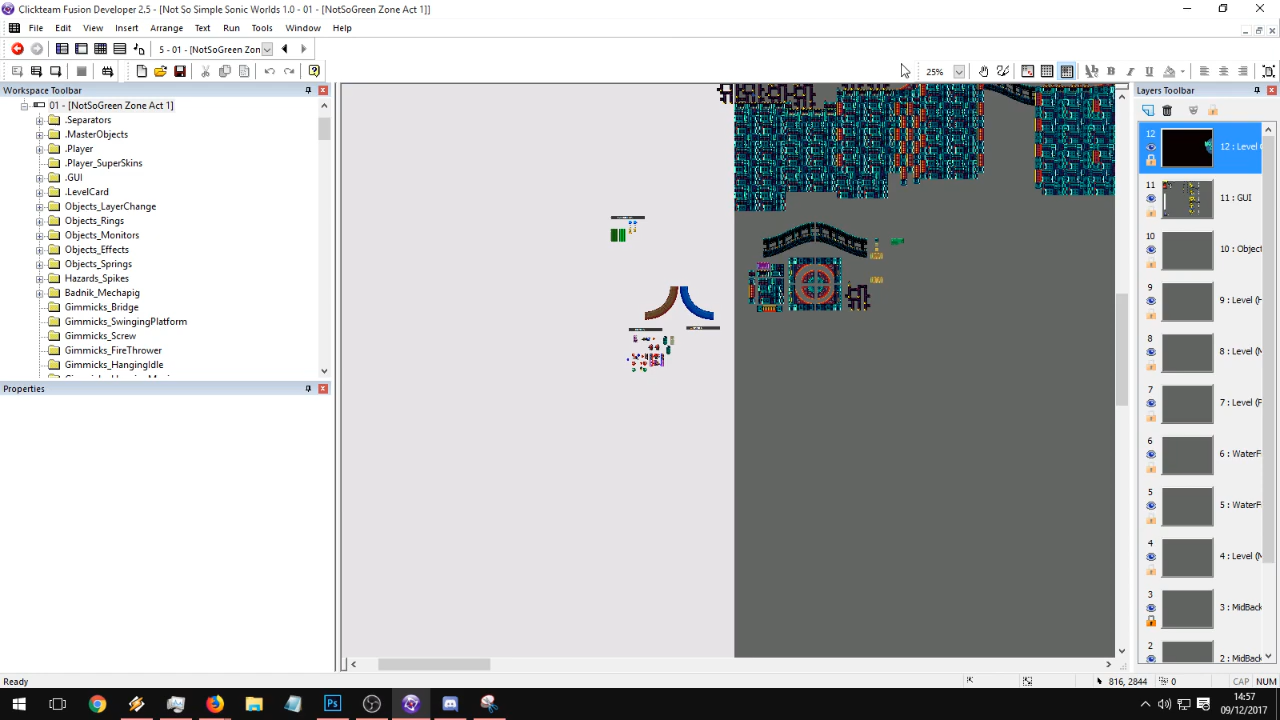 Clickteam Fusion Developer 2.5 - [Not So Simple Sonic Worlds 1.0 - 01 - [NotSoGreen Zone Act 1]]
File Edit View Insert Arrange Text Run Tools Window Help
5 - 01 - [NotSoGreen Zon
25% B I U
Workspace Toolbar
Layers Toolbar
01 - [NotSoGreen Zone Act 1]
.Separators
.MasterObjects
.Player
.Player_SuperSkins
.GUI
.LevelCard
Objects_LayerChange
Objects_Rings
Objects_Monitors
Objects_Effects
Objects_Springs
Hazards_Spikes
Badnik_Mechapig
Gimmicks_Bridge
Gimmicks_SwingingPlatform
Gimmicks_Screw
Gimmicks_FireThrower
Gimmicks_HangingIdle
Properties
12
12 : Level
11
11 : GUI
10
10 : Object
9
9 : Level (H
8
8 : Level (N
7
7 : Level (F
6
6 : WaterF
5
5 : WaterF
4
4 : Level (N
3
3 : MidBack
2
2 : MidBack
Ready
816, 2844
0
CAP NUM
Ps
14:57
09/12/2017